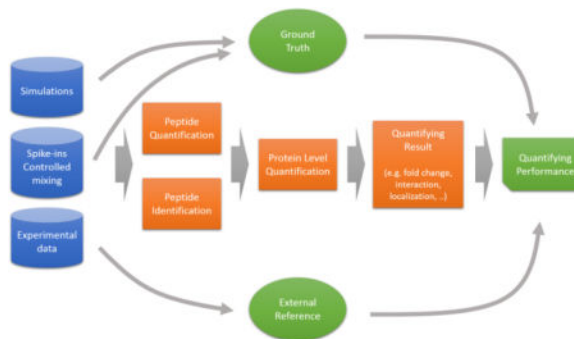 Ground
Truth
Simulations
Peptide
Quantification
Spike-ins
Controlled
mixing
Protein Level
Quantification
Quantifying
Result
(e.g. fold change,
interaction,
localization, ..)
Quantifying
Performance
Peptide
Identification
Experimental
data
External
Reference